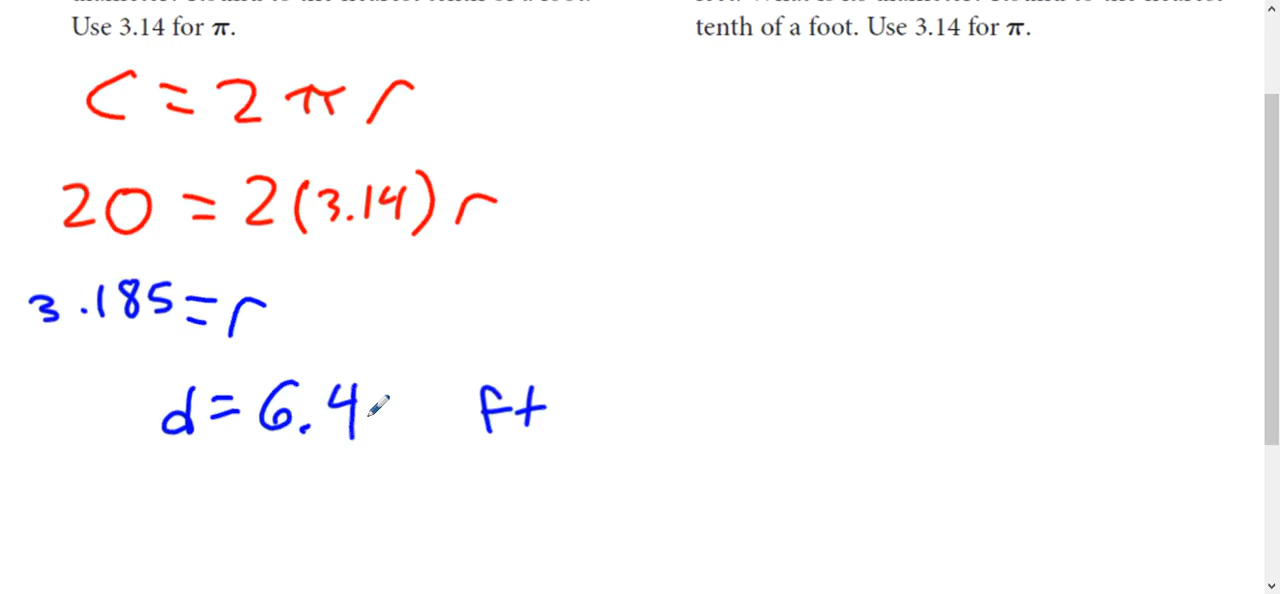 Use 3.14 for π.
tenth of a foot. Use 3.14 for π.
C = 2 π r
20 = 2(3.14) r
3.185 = r
d = 6.4 ft